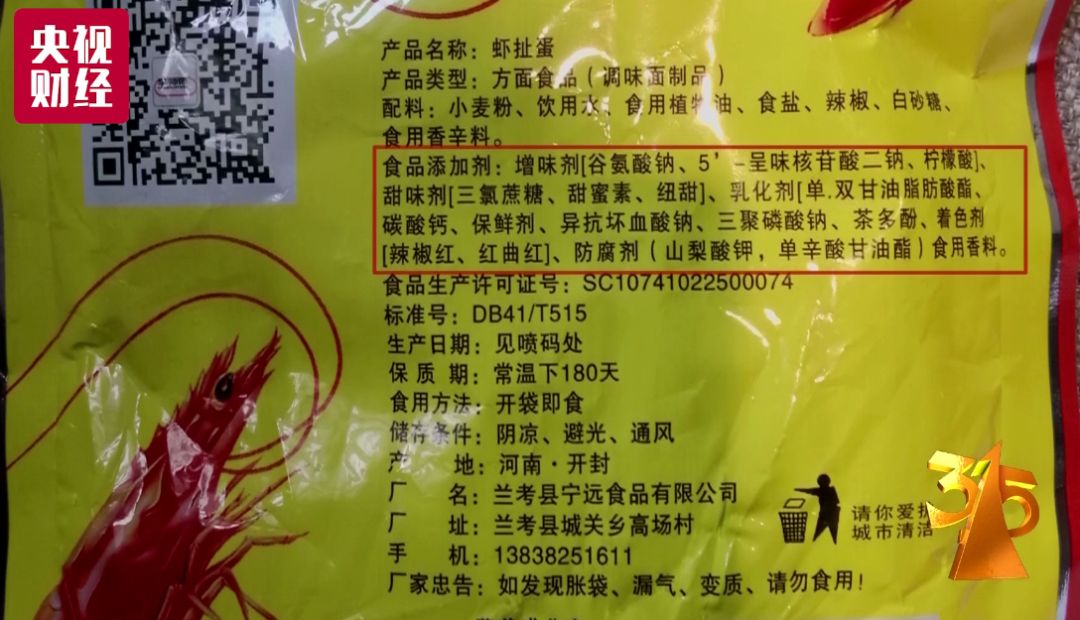 央视
财经
产品名称：虾扯蛋
产品类型：方面食品（调味面制品）
配料：小麦粉、饮用水、食用植物油、食盐、辣椒、白砂糖、
食用香辛料。
食品添加剂：增味剂[谷氨酸钠、5’-呈味核苷酸二钠、柠檬酸]、
甜味剂[三氯蔗糖、甜蜜素、纽甜]、乳化剂[单.双甘油脂肪酸酯、
碳酸钙、保鲜剂、异抗坏血酸钠、三聚磷酸钠、茶多酚、着色剂
[辣椒红、红曲红]、防腐剂（山梨酸钾，单辛酸甘油酯）食用香料。
食品生产许可证号：SC10741022500074
标准号：DB41/T515
生产日期：见喷码处
保 质 期：常温下180天
食用方法：开袋即食
储存条件：阴凉、避光、通风
产 地：河南·开封
厂 名：兰考县宁远食品有限公司
厂 址：兰考县城关乡高场村
手 机：13838251611
厂家忠告：如发现胀袋、漏气、变质、请勿食用！
请你爱护
城市清洁
315